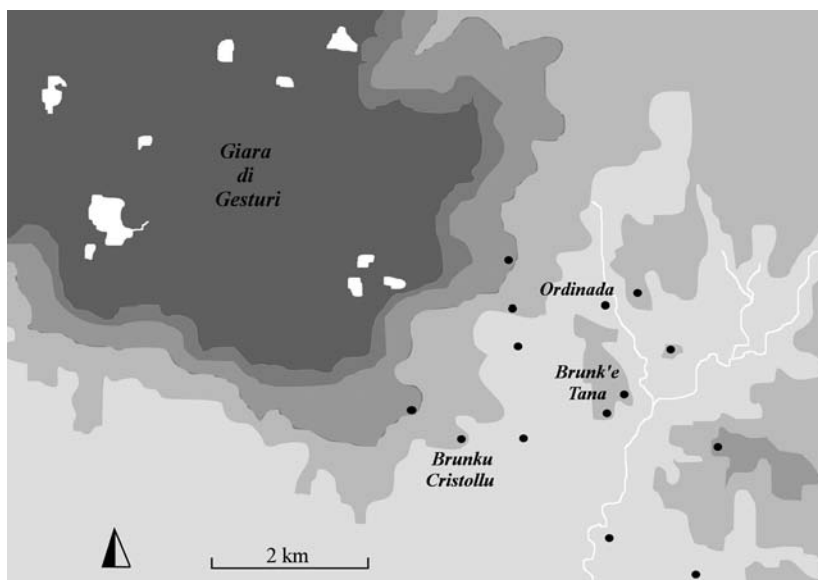 Giara
di
Gesturi
Ordinada
Brunk'e
Tana
Brunku
Cristollu
2 km